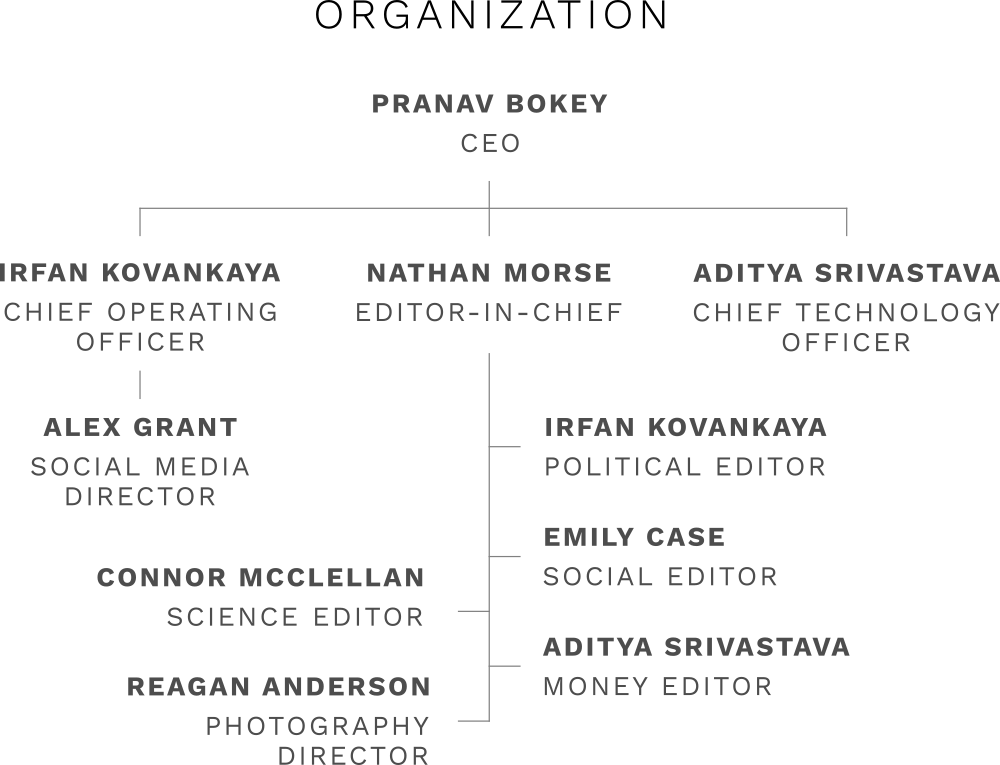 ORGANIZATION
PRANAV BOKEY
CEO
IRFAN KOVANKAYA
CHIEF OPERATING
OFFICER
NATHAN MORSE
EDITOR-IN-CHIEF
ADITYA SRIVASTAVA
CHIEF TECHNOLOGY
OFFICER
ALEX GRANT
SOCIAL MEDIA
DIRECTOR
IRFAN KOVANKAYA
POLITICAL EDITOR
EMILY CASE
SOCIAL EDITOR
CONNOR MCCLELLAN
SCIENCE EDITOR
ADITYA SRIVASTAVA
MONEY EDITOR
REAGAN ANDERSON
PHOTOGRAPHY
DIRECTOR